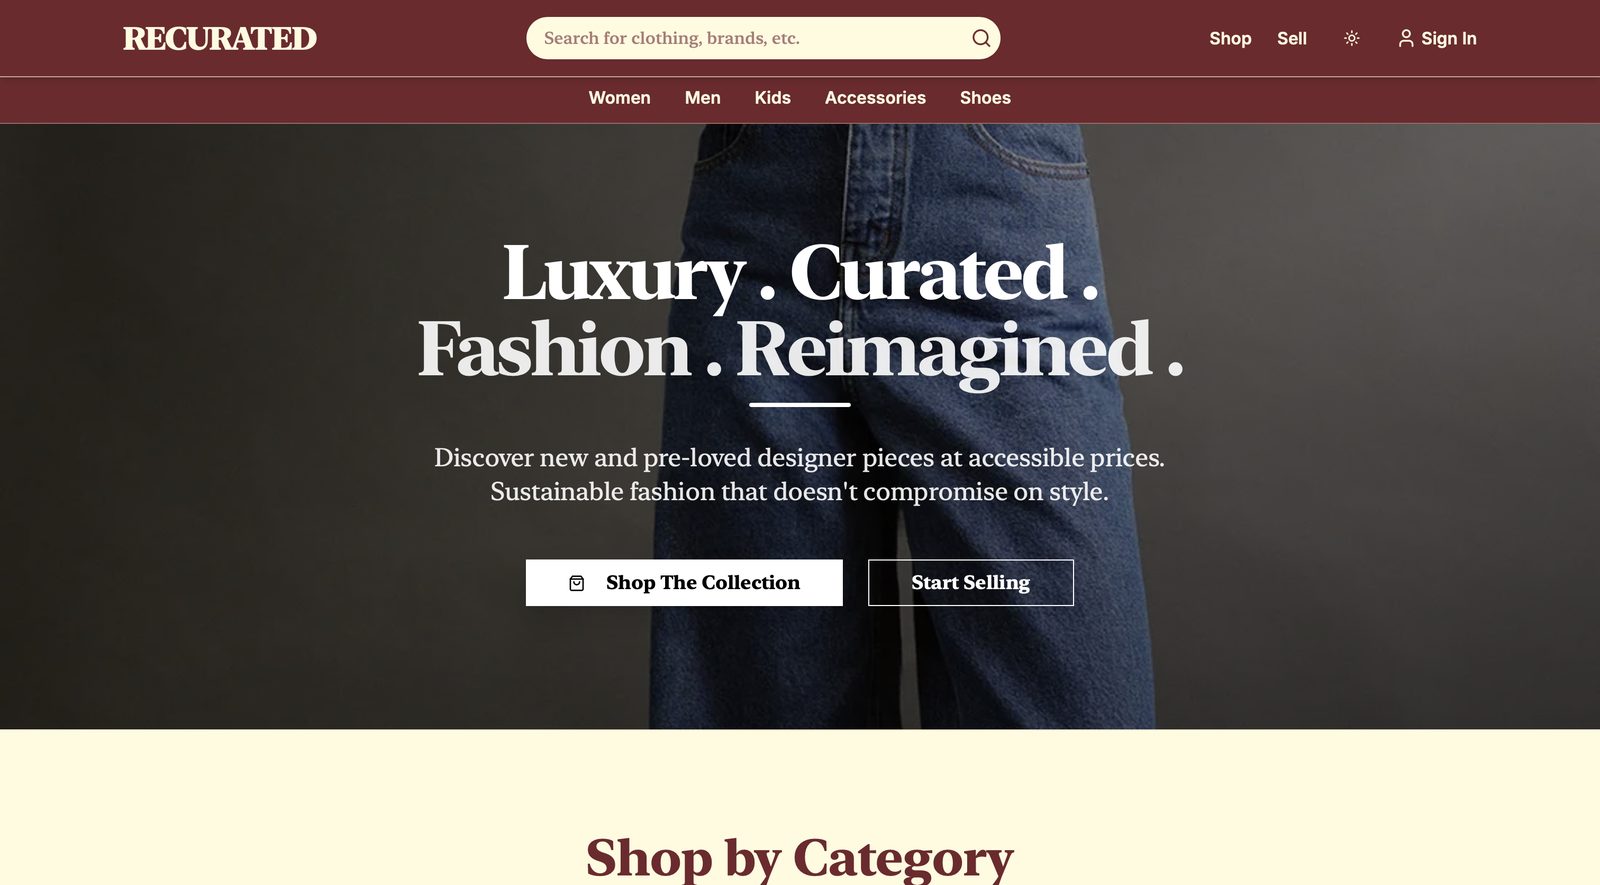 RECURATED
Search for clothing, brands, etc.
Shop
Sell
Sign In
Women
Men
Kids
Accessories
Shoes
Luxury . Curated .
Fashion . Reimagined .
Discover new and pre-loved designer pieces at accessible prices.
Sustainable fashion that doesn't compromise on style.
Shop The Collection
Start Selling
Shop by Category